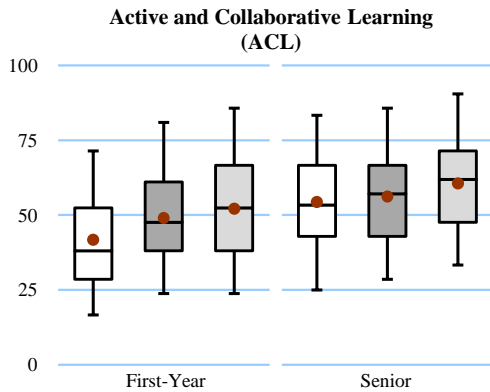 Active and Collaborative Learning
(ACL)
100
75
50
25
0
First-Year
Senior